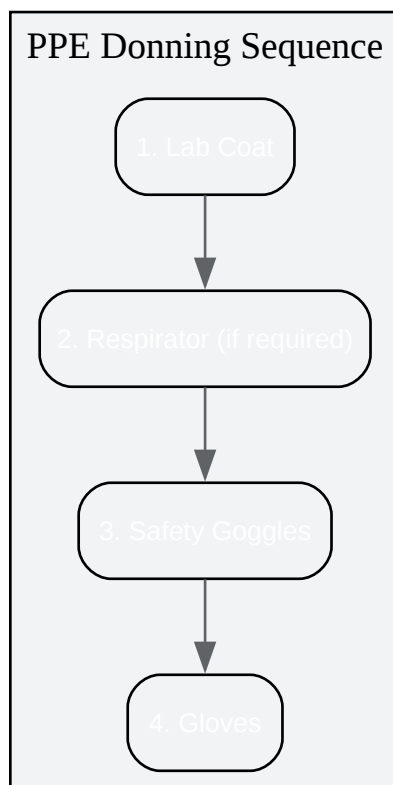 PPE Donning Sequence
1. Lab Coat
2. Respirator (if required)
3. Safety Goggles
4. Gloves